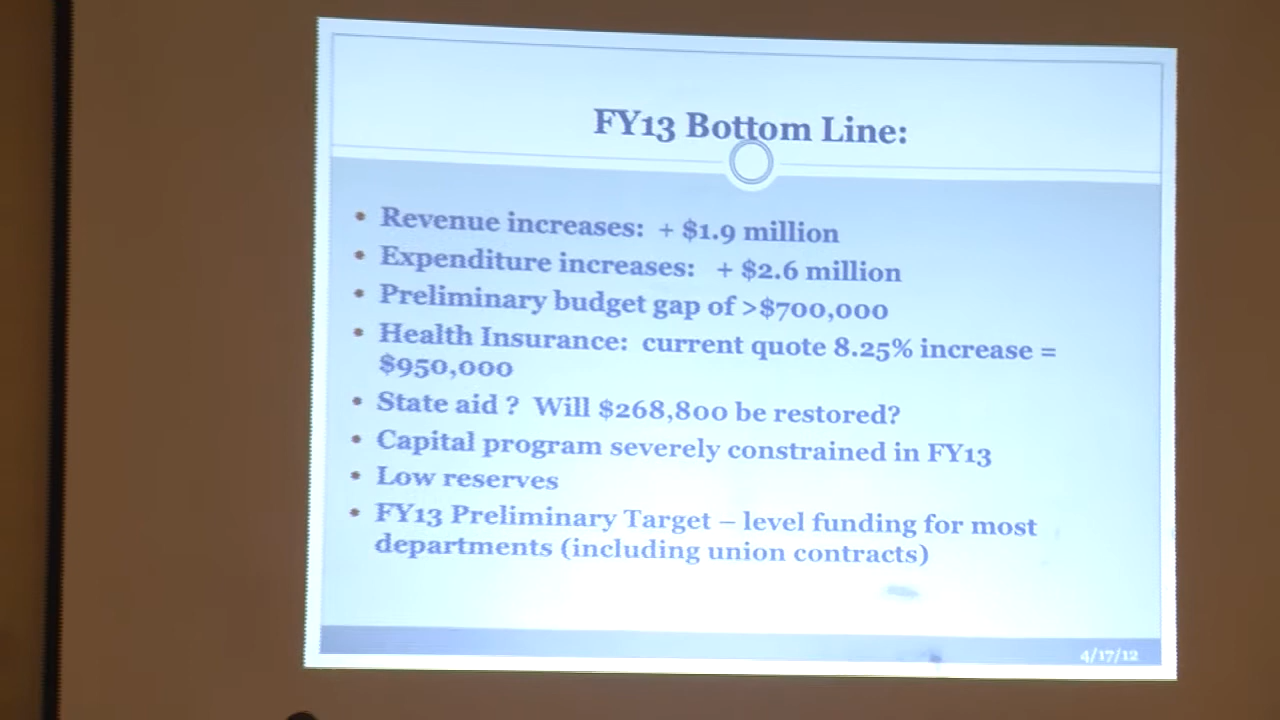 FY13 Bottom Line:
• Revenue increases: + $1.9 million
• Expenditure increases: + $2.6 million
• Preliminary budget gap of >$700,000
• Health Insurance: current quote 8.25% increase =
$950,000
• State aid ? Will $268,800 be restored?
• Capital program severely constrained in FY13
• Low reserves
• FY13 Preliminary Target – level funding for most
departments (including union contracts)
4/17/12